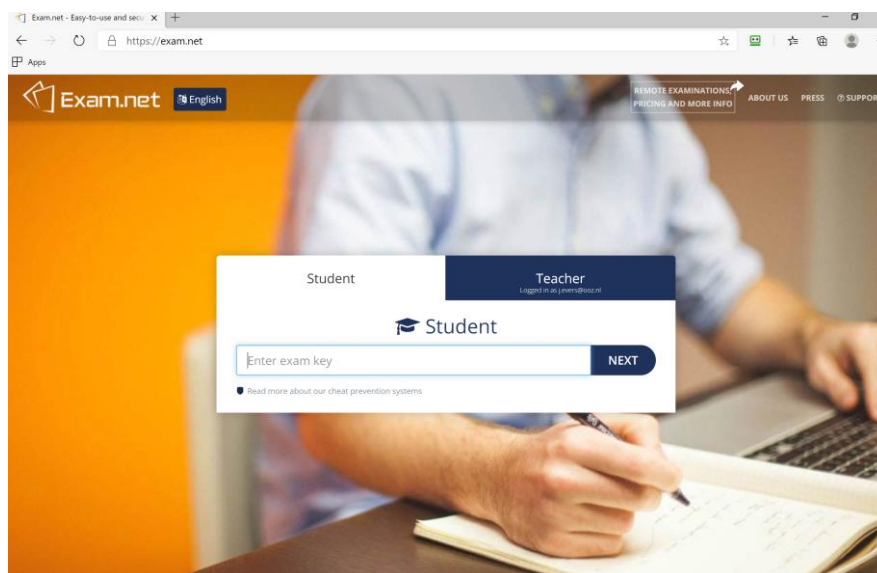 Exam.net - Easy-to-use and secu
https://exam.net
Apps
Exam.net
English
REMOTE EXAMINATIONS,
PRICING AND MORE INFO
ABOUT US
PRESS
SUPPOR
Student
Teacher
Logged in as j.evers@ooz.nl
Student
Enter exam key
NEXT
Read more about our cheat prevention systems